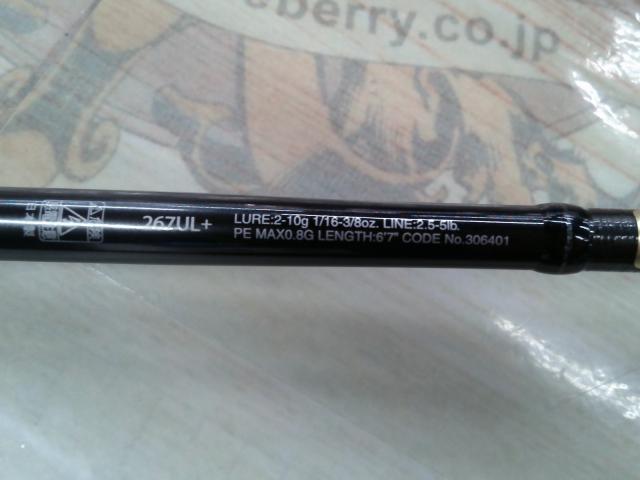 eberry.co.jp
267UL+
LURE:2-10g 1/16-3/8oz. LINE:2.5-5lb.
PE MAX0.8G LENGTH:6'7" CODE No.306401